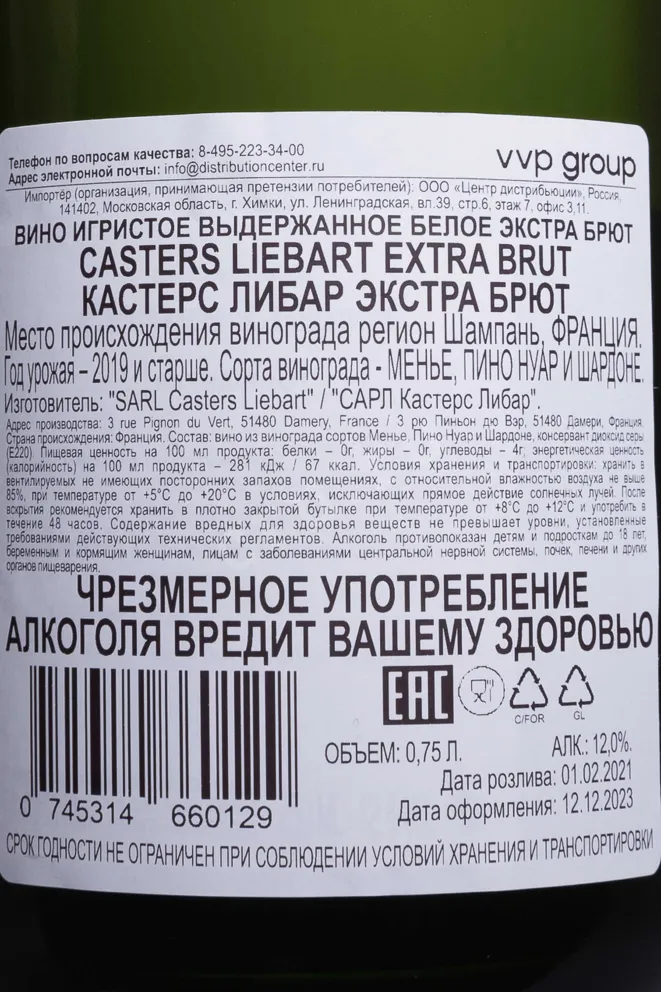 Телефон по вопросам качества: 8-495-223-34-00
Адрес электронной почты: info@distributioncenter.ru
vvp group
Импортёр (организация, принимающая претензии потребителей): ООО «Центр дистрибьюции», Россия,
141402, Московская область, г. Химки, ул. Ленинградская, вл.39, стр.6, этаж 7, офис 3,11.
ВИНО ИГРИСТОЕ ВЫДЕРЖАННОЕ БЕЛОЕ ЭКСТРА БРЮТ
CASTERS LIEBART EXTRA BRUT
КАСТЕРС ЛИБАР ЭКСТРА БРЮТ
Место происхождения винограда регион Шампань, ФРАНЦИЯ.
Год урожая – 2019 и старше. Сорта винограда - МЕНЬЕ, ПИНО НУАР И ШАРДОНЕ.
Изготовитель: "SARL Casters Liebart" / "САРЛ Кастерс Либар".
Адрес производства: 3 rue Pignon du Vert, 51480 Damery, France / 3 рю Пиньон дю Вэр, 51480 Дамери, Франция.
Страна происхождения: Франция. Состав: вино из винограда сортов Менье, Пино Нуар и Шардоне, консервант диоксид серы
(Е220). Пищевая ценность на 100 мл продукта: белки – 0г, жиры – 0г, углеводы – 4г; энергетическая ценность
(калорийность) на 100 мл продукта – 281 кДж / 67 ккал. Условия хранения и транспортировки: хранить в
вентилируемых не имеющих посторонних запахов помещениях, с относительной влажностью воздуха не выше
85%, при температуре от +5°С до +20°С в условиях, исключающих прямое действие солнечных лучей. После
вскрытия рекомендуется хранить в плотно закрытой бутылке при температуре от +8°С до +12°С и употребить в
течение 48 часов. Содержание вредных для здоровья веществ не превышает уровни, установленные
требованиями действующих технических регламентов. Алкоголь противопоказан детям и подросткам до 18 лет,
беременным и кормящим женщинам, лицам с заболеваниями центральной нервной системы, почек, печени и других
органов пищеварения.
ЧРЕЗМЕРНОЕ УПОТРЕБЛЕНИЕ
АЛКОГОЛЯ ВРЕДИТ ВАШЕМУ ЗДОРОВЬЮ
EAC
C/FOR
GL
ОБЪЕМ: 0,75 Л.
АЛК.: 12,0%.
Дата розлива: 01.02.2021
Дата оформления: 12.12.2023
0 745314 660129
СРОК ГОДНОСТИ НЕ ОГРАНИЧЕН ПРИ СОБЛЮДЕНИИ УСЛОВИЙ ХРАНЕНИЯ И ТРАНСПОРТИРОВКИ